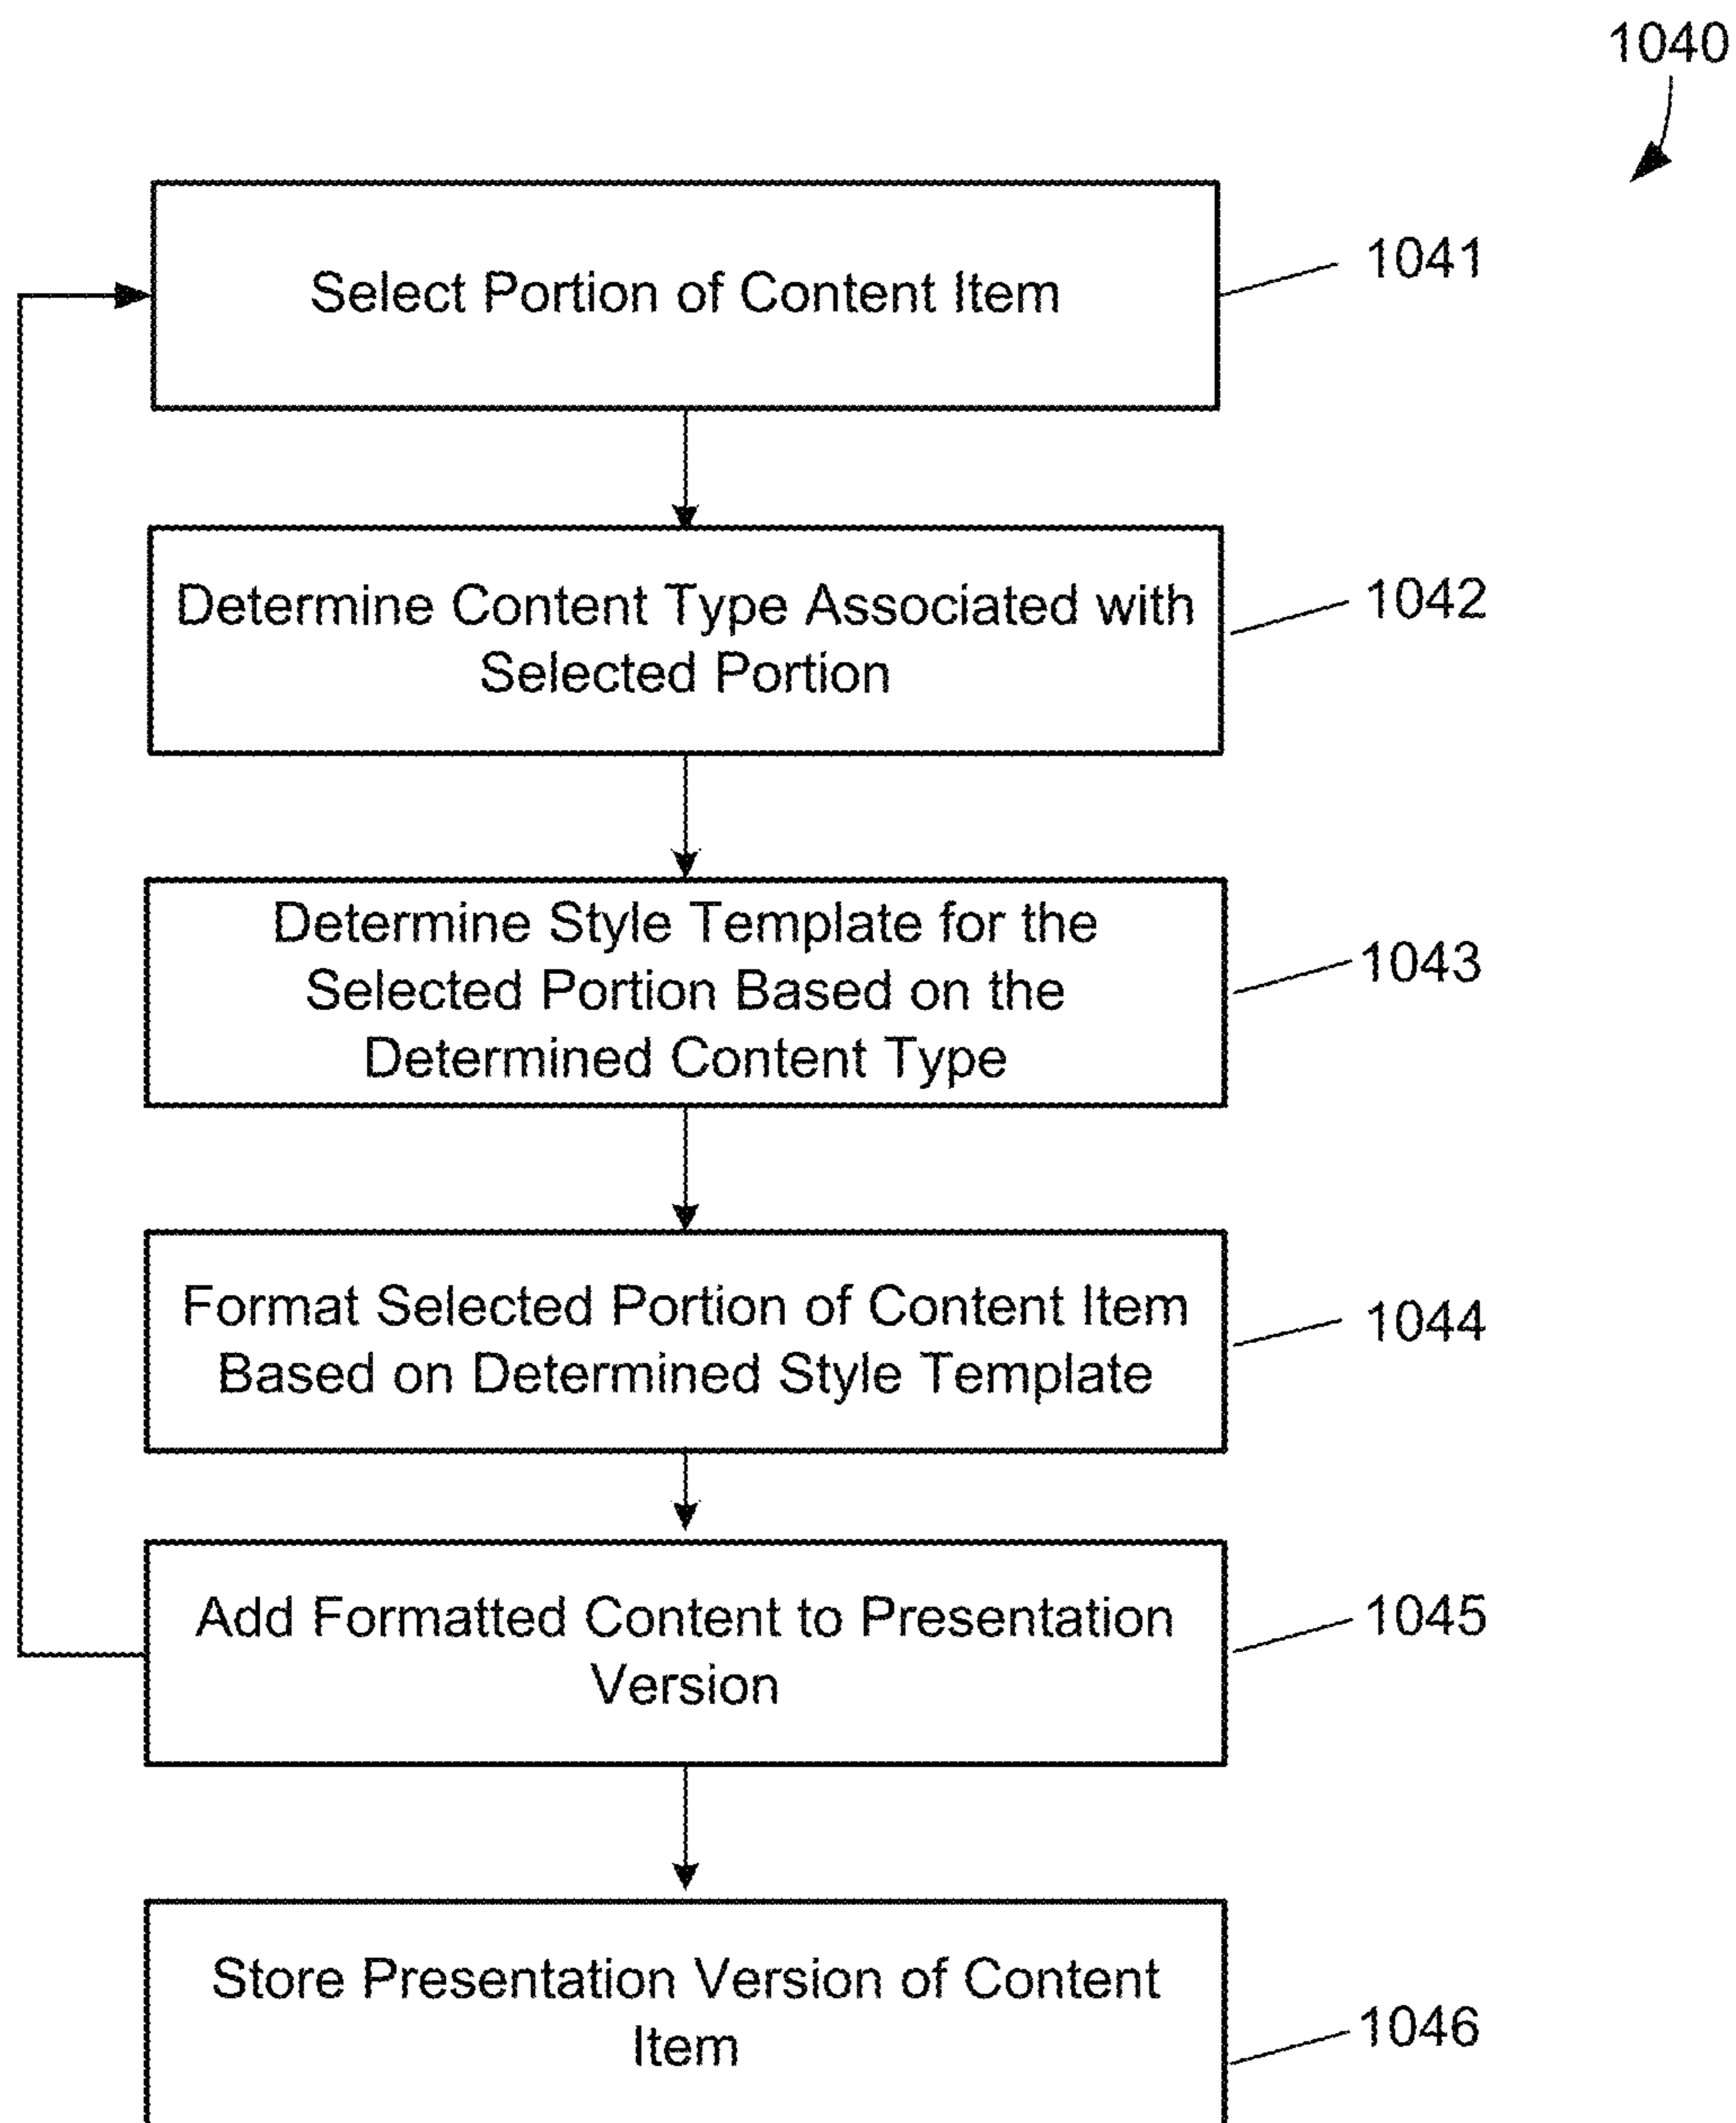 1040
Select Portion of Content Item
1041
Determine Content Type Associated with
Selected Portion
1042
Determine Style Template for the
Selected Portion Based on the
Determined Content Type
1043
Format Selected Portion of Content Item
Based on Determined Style Template
1044
Add Formatted Content to Presentation
Version
1045
Store Presentation Version of Content
Item
1046